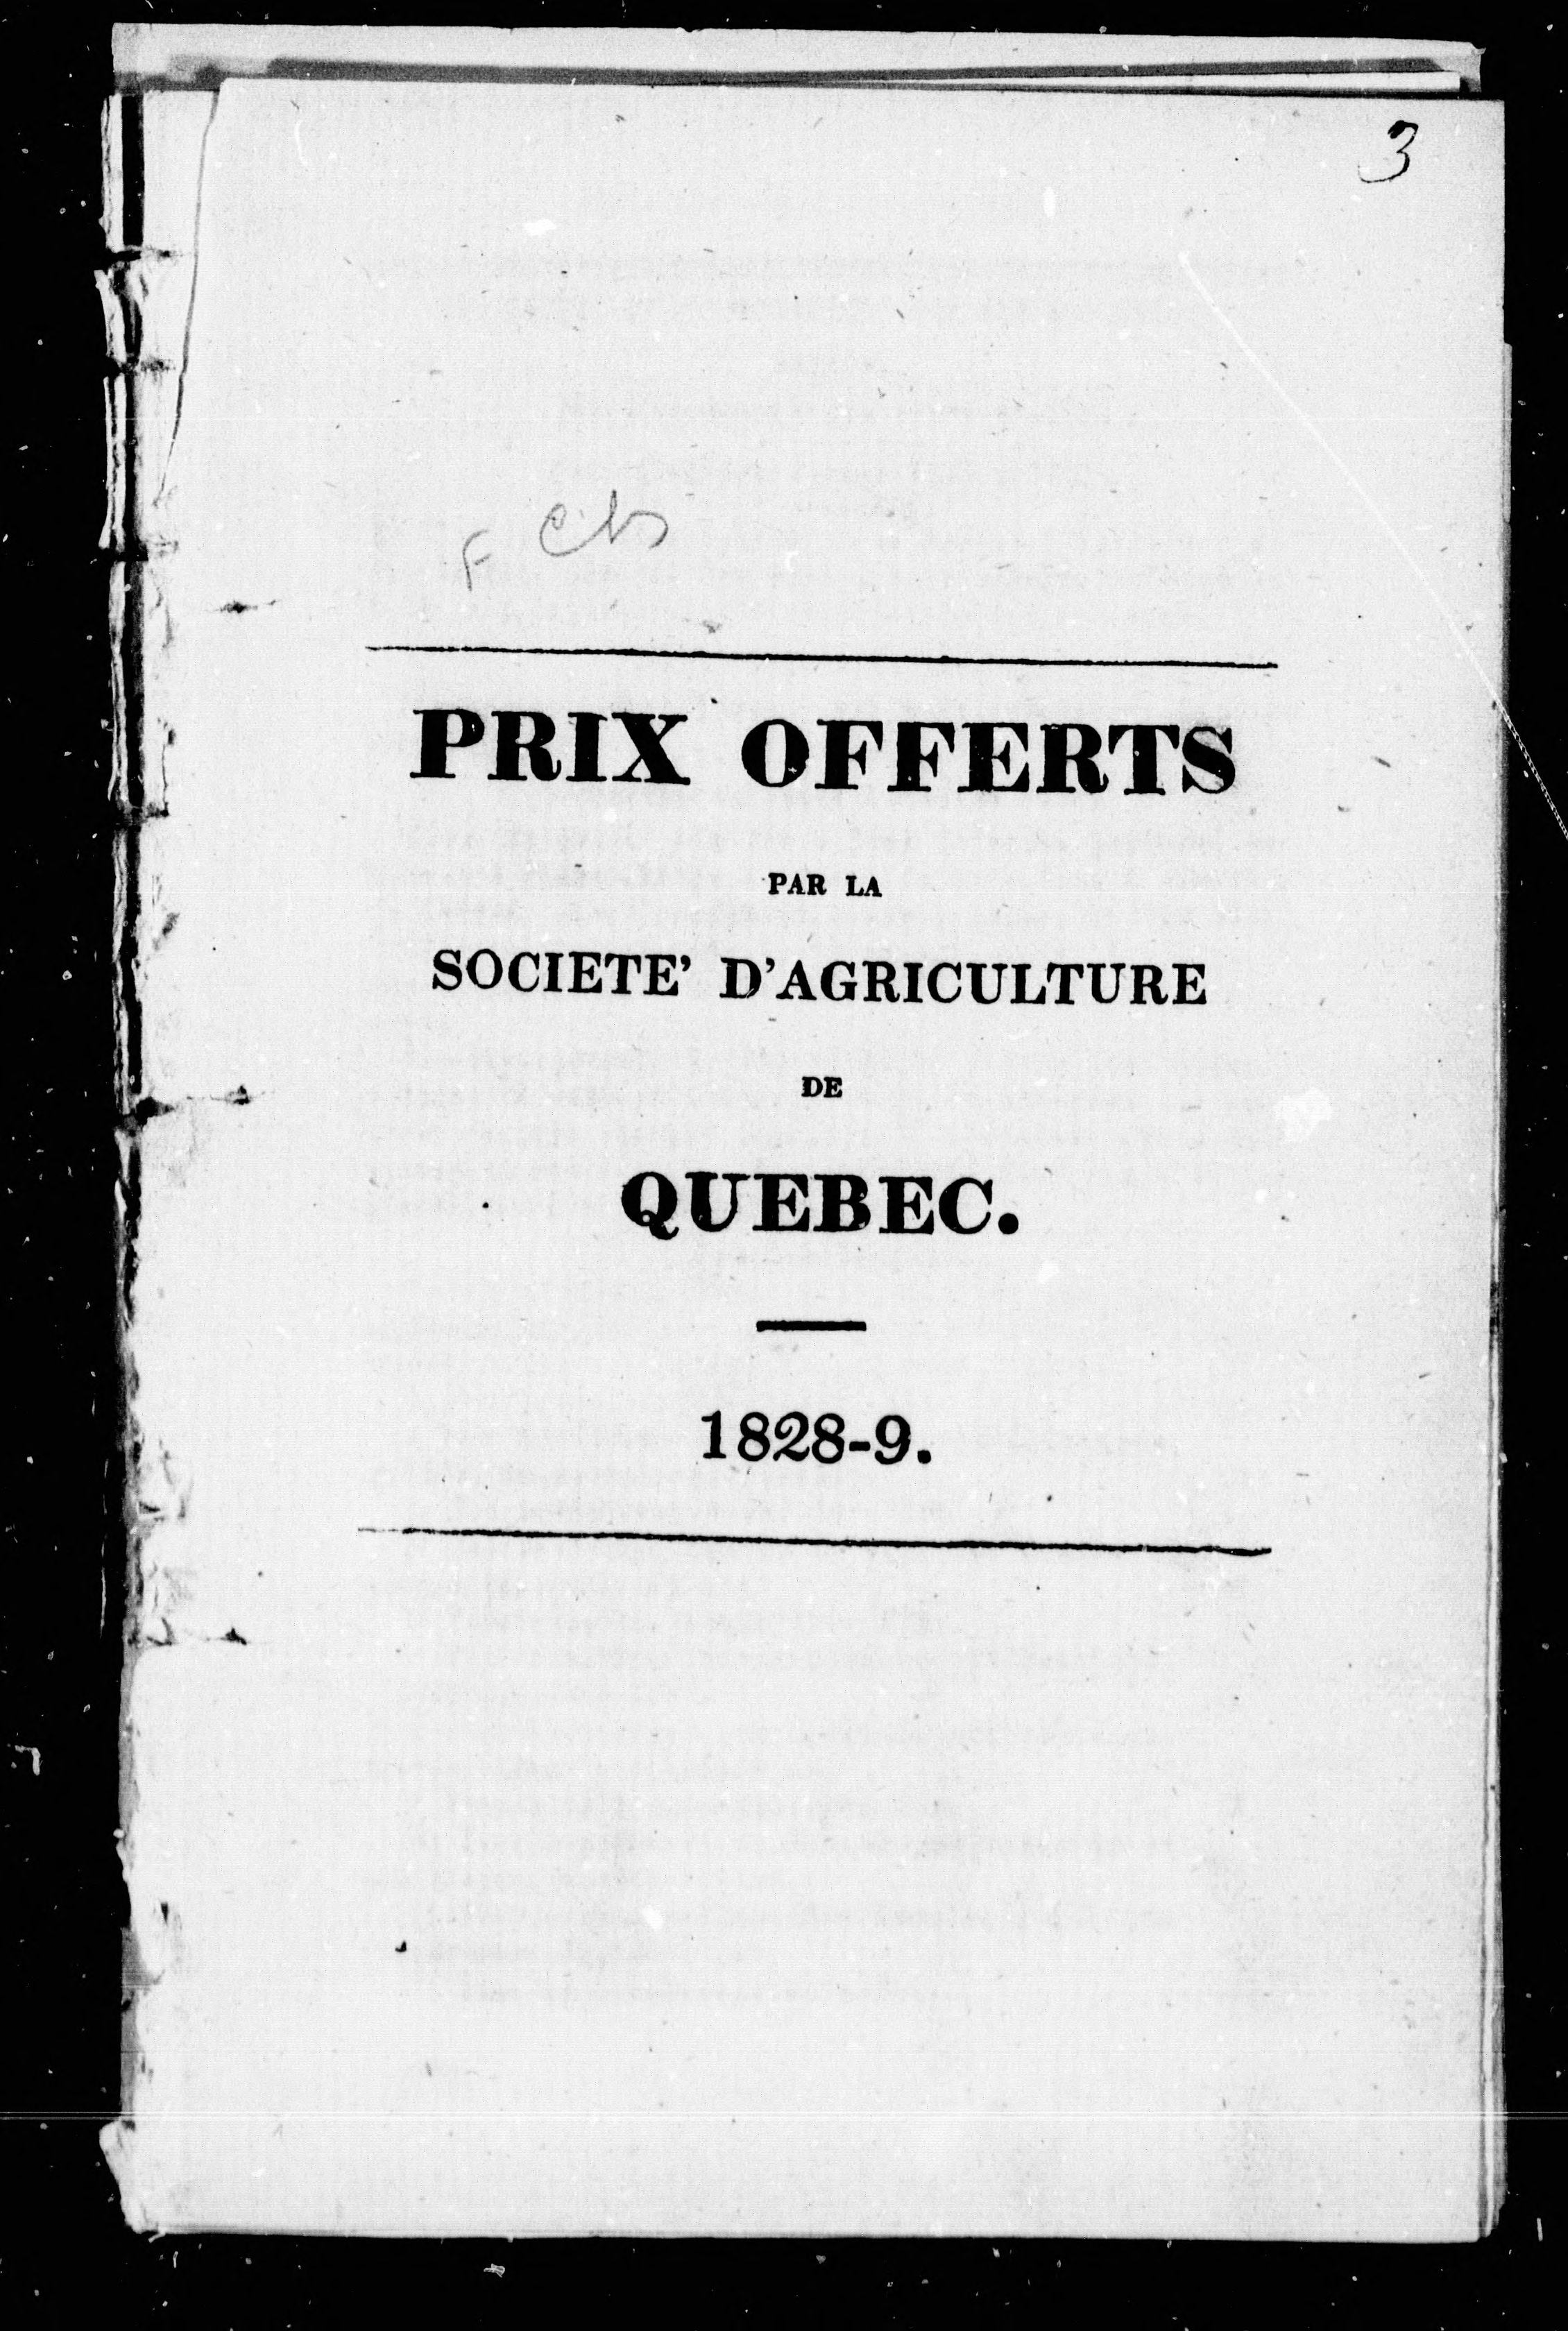 3
PRIX OFFERTS
PAR LA
SOCIETE' D'AGRICULTURE
DE
QUEBEC.
1828-9.